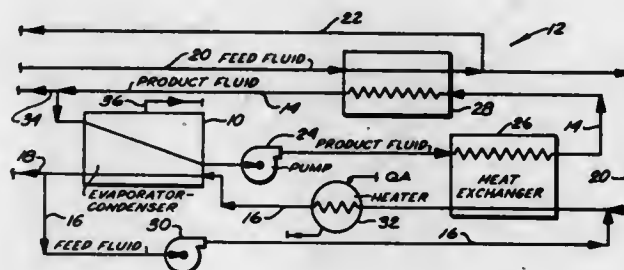 22
12
20 FEED FLUID
PRODUCT FLUID
34
14
28
36
10
24
PRODUCT FLUID
26
14
18
PUMP
QA
HEATER
HEAT
EXCHANGER
20
EVAPORATOR-
CONDENSER
16
32
16
30
16
FEED FLUID